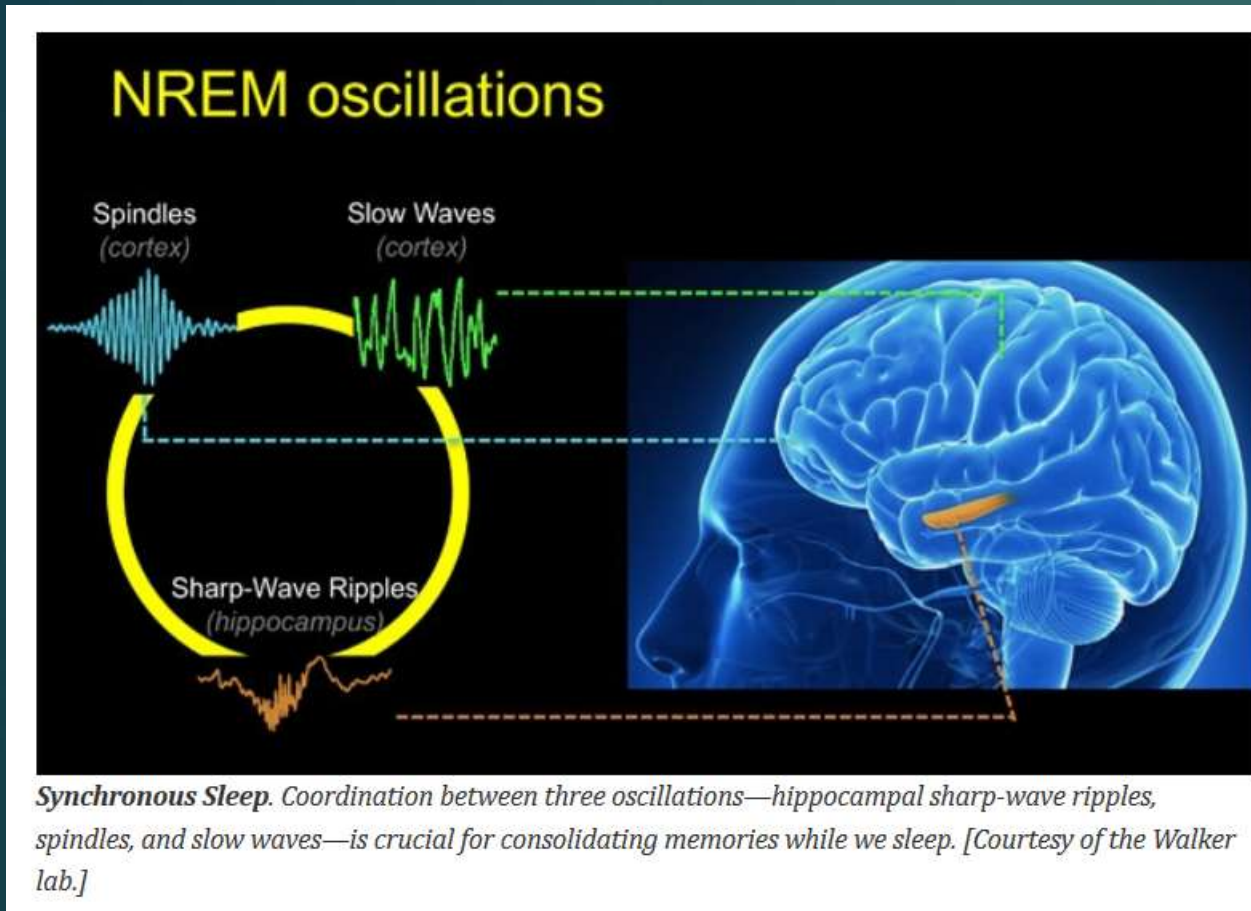 NREM oscillations
Spindles
(cortex)
Slow Waves
(cortex)
Sharp-Wave Ripples
(hippocampus)
Synchronous Sleep. Coordination between three oscillations—hippocampal sharp-wave ripples,
spindles, and slow waves—is crucial for consolidating memories while we sleep. [Courtesy of the Walker
lab.]